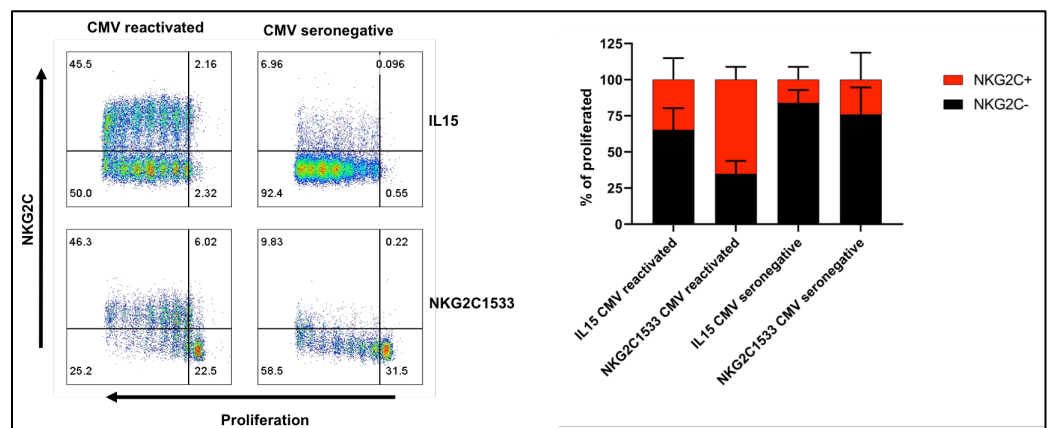 CMV reactivated
CMV seronegative
45.5 2.16
50.0 2.32
6.96 0.096
92.4 0.55
IL15
46.3 6.02
25.2 22.5
9.83 0.22
58.5 31.5
NKG2C1533
NKG2C
Proliferation
% of proliferated
125
100
75
50
25
0
IL15 CMV reactivated
NKG2C1533 CMV reactivated
IL15 CMV seronegative
NKG2C1533 CMV seronegative
NKG2C+
NKG2C-